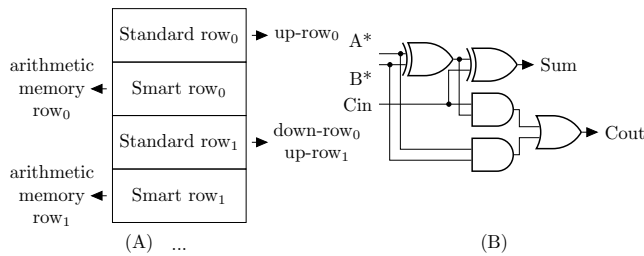 Standard row₀
up-row₀
arithmetic
memory
row₀
Smart row₀
Standard row₁
down-row₀
up-row₁
arithmetic
memory
row₁
Smart row₁
(A) ...
A*
B*
Cin
Sum
Cout
(B)